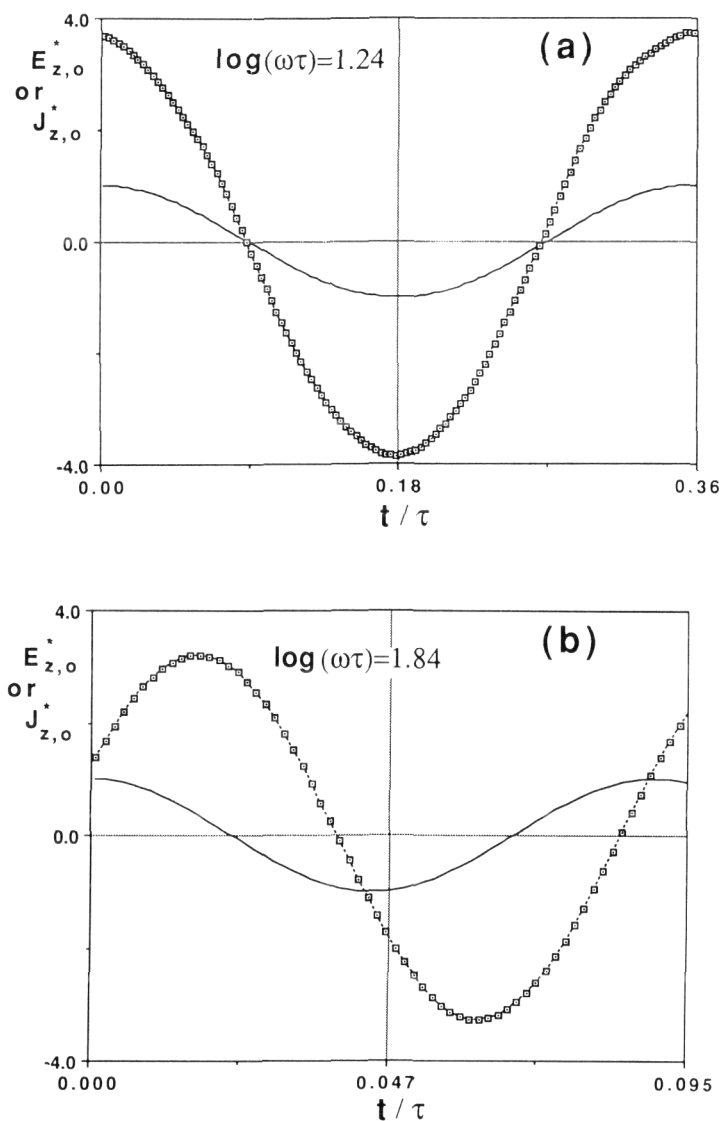 4.0
E*z,o
or
J*z,o
log(ωτ)=1.24
(a)
0.0
-4.0
0.00
0.18
0.36
t / τ
4.0
E*z,o
or
J*z,o
log(ωτ)=1.84
(b)
0.0
-4.0
0.000
0.047
0.095
t / τ